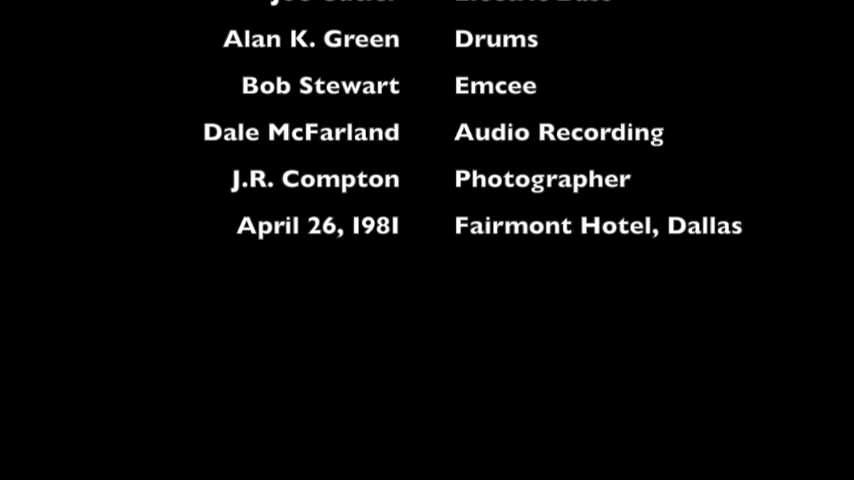 Alan K. Green Drums
Bob Stewart Emcee
Dale McFarland Audio Recording
J.R. Compton Photographer
April 26, 1981 Fairmont Hotel, Dallas